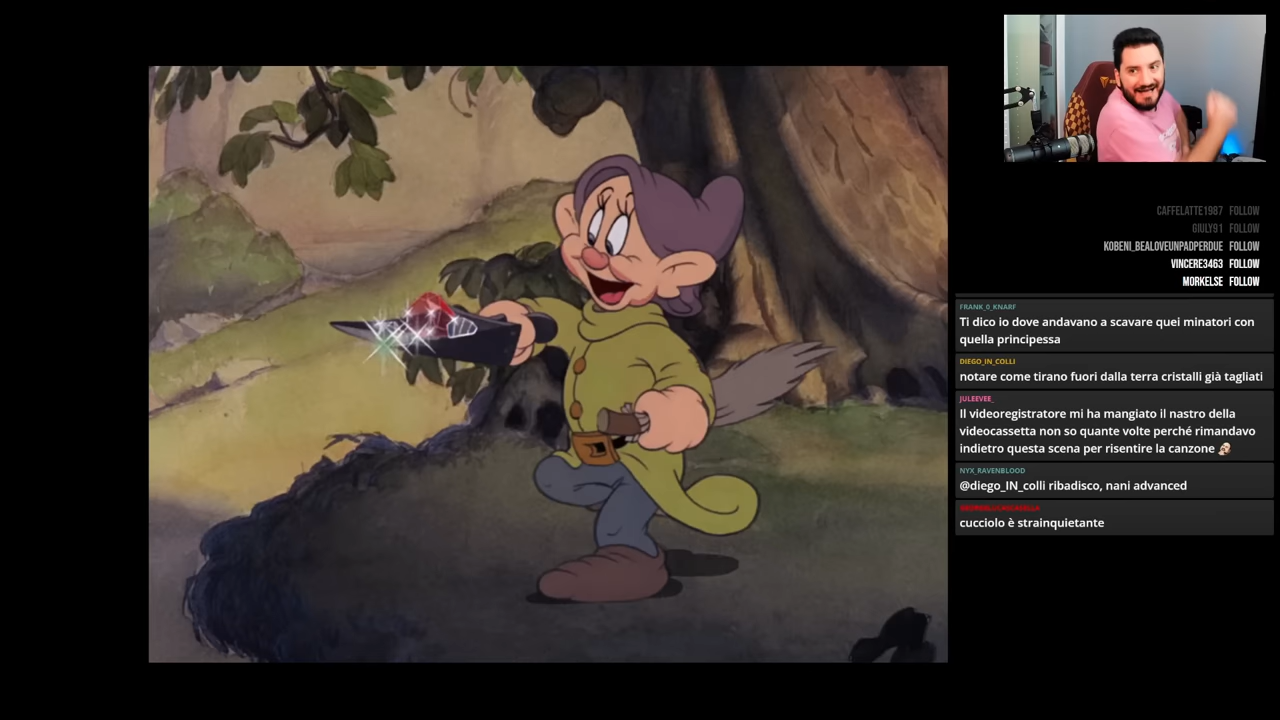 CAFFELATTE1987 FOLLOW
GIULY91 FOLLOW
KOBENI_BEALOVEUNPADPERDUE FOLLOW
VINCERE3463 FOLLOW
MORKELSE FOLLOW
FRANK_0_KNARF
Ti dico io dove andavano a scavare quei minatori con
quella principessa
DIEGO_IN_COLLI
notare come tirano fuori dalla terra cristalli già tagliati
JULEEVEE_
Il videoregistratore mi ha mangiato il nastro della
videocassetta non so quante volte perché rimandavo
indietro questa scena per risentire la canzone
NYX_RAVENBLOOD
@diego_IN_colli ribadisco, nani advanced
cucciolo è strainquietante